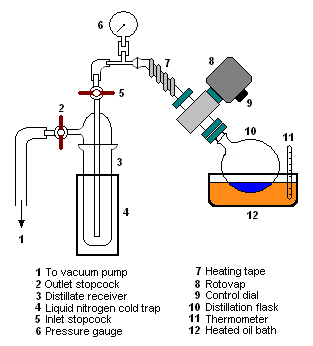 6
7
8
9
5
2
10
11
3
4
1
12
1 To vacuum pump
2 Outlet stopcock
3 Distillate receiver
4 Liquid nitrogen cold trap
5 Inlet stopcock
6 Pressure gauge
7 Heating tape
8 Rotovap
9 Control dial
10 Distillation flask
11 Thermometer
12 Heated oil bath